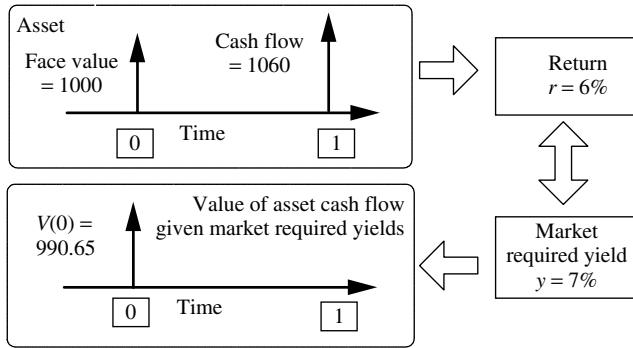 Asset
Face value
= 1000
Cash flow
= 1060
Time
0
1
Return
r = 6%
V(0) =
990.65
Value of asset cash flow
given market required yields
Time
0
1
Market
required yield
y = 7%